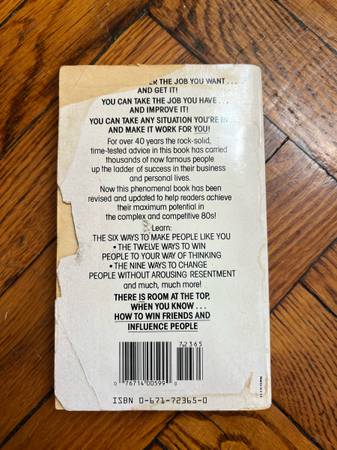 ER THE JOB YOU WANT . . .
AND GET IT!
YOU CAN TAKE THE JOB YOU HAVE . . .
AND IMPROVE IT!
YOU CAN TAKE ANY SITUATION YOU'RE IN
AND MAKE IT WORK FOR YOU!
For over 40 years the rock-solid,
time-tested advice in this book has carried
thousands of now famous people
up the ladder of success in their business
and personal lives.
Now this phenomenal book has been
revised and updated to help readers achieve
their maximum potential in
the complex and competitive 80s!
Learn:
THE SIX WAYS TO MAKE PEOPLE LIKE YOU
• THE TWELVE WAYS TO WIN
PEOPLE TO YOUR WAY OF THINKING
• THE NINE WAYS TO CHANGE
PEOPLE WITHOUT AROUSING RESENTMENT
and much, much more!
THERE IS ROOM AT THE TOP,
WHEN YOU KNOW . . .
HOW TO WIN FRIENDS AND
INFLUENCE PEOPLE
72365
0 76714 00599 0
ISBN 0-671-72365-0